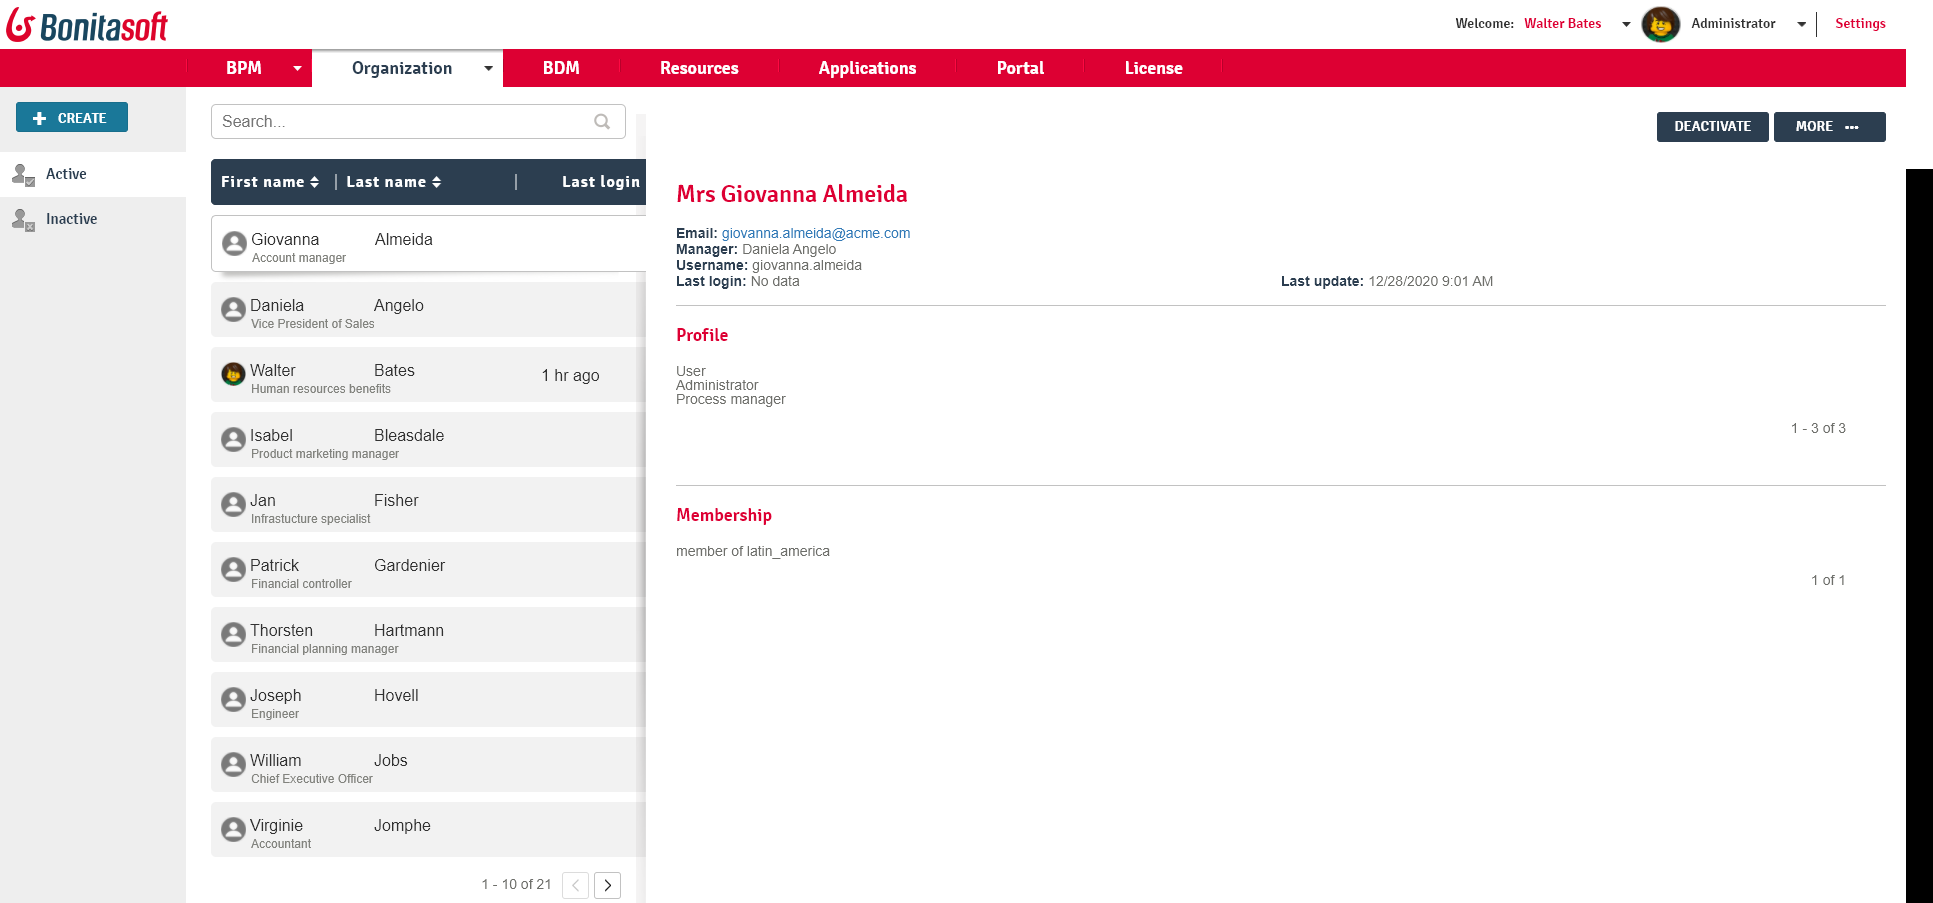 Bonitasoft
Welcome: Walter Bates Administrator Settings
BPM Organization BDM Resources Applications Portal License
CREATE
Active
Inactive
Search...
First name Last name Last login
Giovanna Almeida
Account manager
Daniela Angelo
Vice President of Sales
Walter Bates 1 hr ago
Human resources benefits
Isabel Bleasdale
Product marketing manager
Jan Fisher
Infrastucture specialist
Patrick Gardenier
Financial controller
Thorsten Hartmann
Financial planning manager
Joseph Hovell
Engineer
William Jobs
Chief Executive Officer
Virginie Jomphe
Accountant
1 - 10 of 21
DEACTIVATE MORE ...
Mrs Giovanna Almeida
Email: giovanna.almeida@acme.com
Manager: Daniela Angelo
Username: giovanna.almeida
Last login: No data Last update: 12/28/2020 9:01 AM
Profile
User
Administrator
Process manager
1 - 3 of 3
Membership
member of latin_america
1 of 1